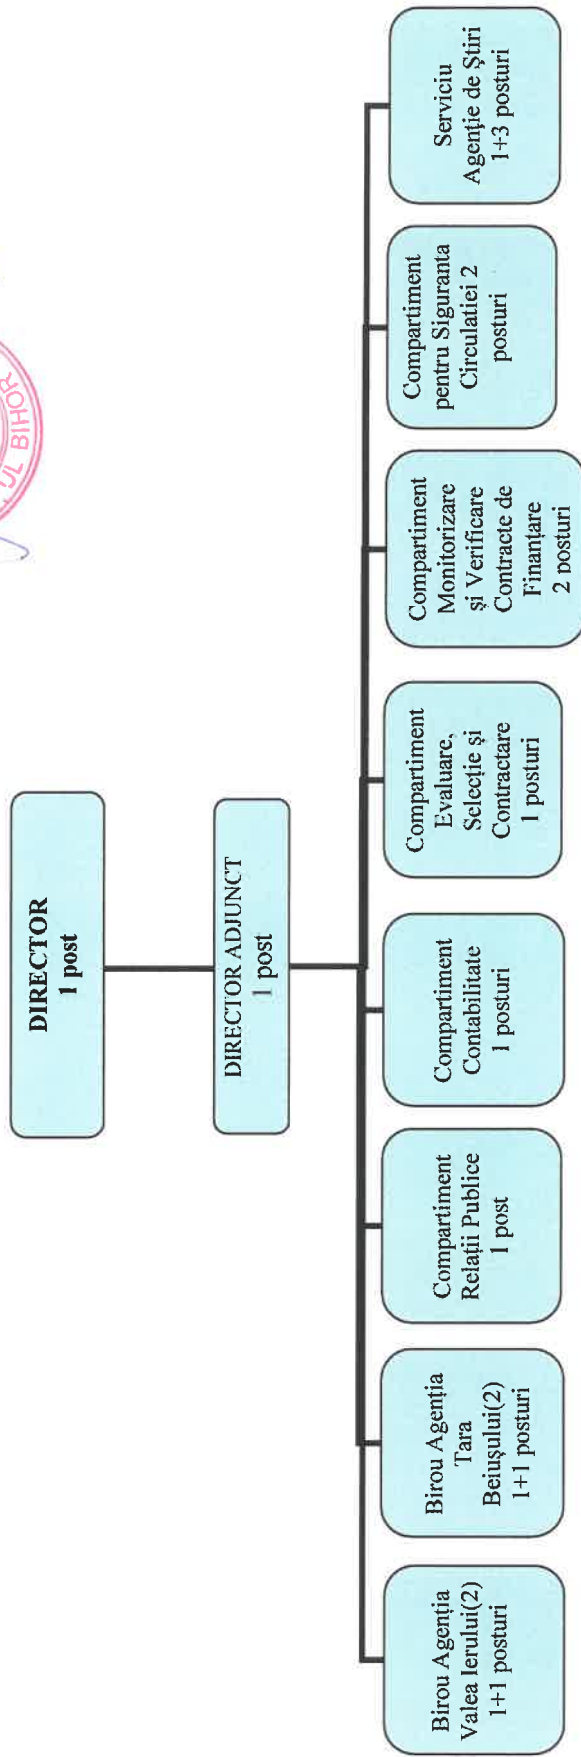 UL BIHOR
DIRECTOR
1 post
DIRECTOR ADJUNCT
1 post
Birou Agenția
Valea Ierului(2)
1+1 posturi
Birou Agenția
Tara
Beiușului(2)
1+1 posturi
Compartiment
Relații Publice
1 post
Compartiment
Contabilitate
1 posturi
Compartiment
Evaluare,
Selecție și
Contractare
1 posturi
Compartiment
Monitorizare
și Verificare
Contracte de
Finanțare
2 posturi
Compartiment
pentru Siguranta
Circulatiei 2
posturi
Serviciu
Agenție de Știri
1+3 posturi